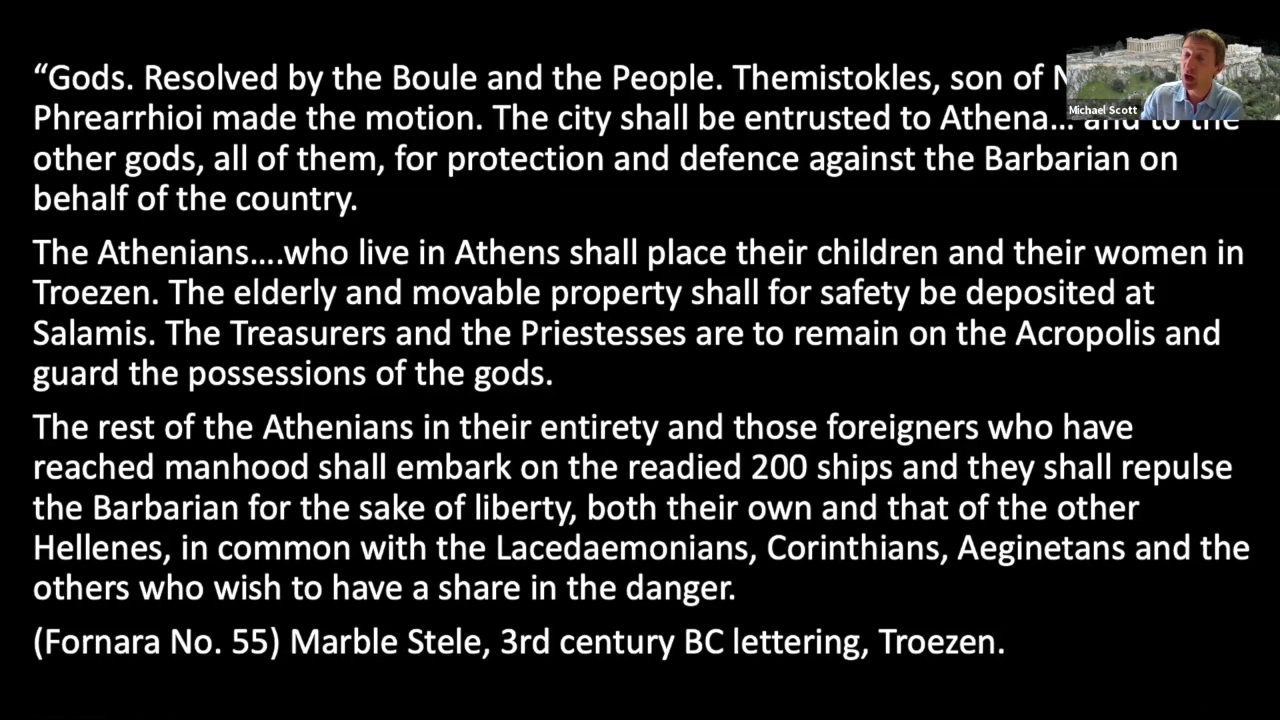 “Gods. Resolved by the Boule and the People. Themistokles, son of
Michael Scott
Phrearrhioi made the motion. The city shall be entrusted to Athena… and to the
other gods, all of them, for protection and defence against the Barbarian on
behalf of the country.
The Athenians….who live in Athens shall place their children and their women in
Troezen. The elderly and movable property shall for safety be deposited at
Salamis. The Treasurers and the Priestesses are to remain on the Acropolis and
guard the possessions of the gods.
The rest of the Athenians in their entirety and those foreigners who have
reached manhood shall embark on the readied 200 ships and they shall repulse
the Barbarian for the sake of liberty, both their own and that of the other
Hellenes, in common with the Lacedaemonians, Corinthians, Aeginetans and the
others who wish to have a share in the danger.
(Fornara No. 55) Marble Stele, 3rd century BC lettering, Troezen.